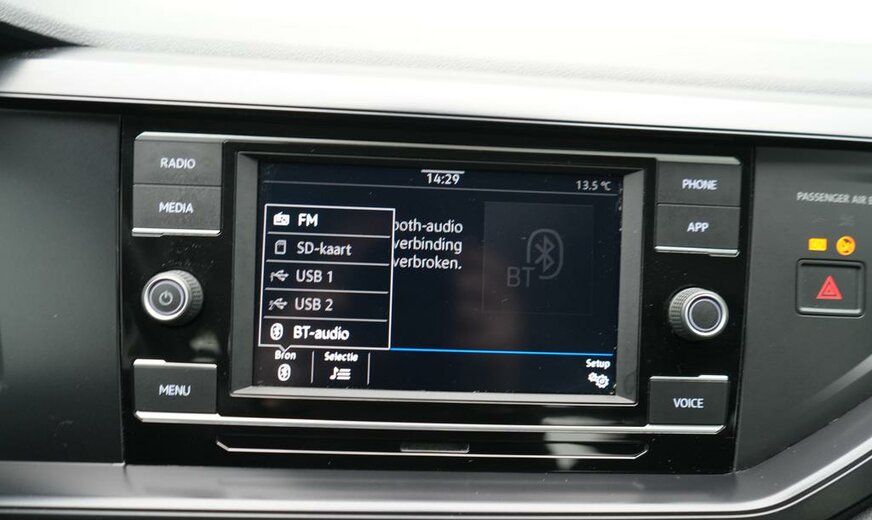 RADIO
MEDIA
MENU
14:29
13.5 °C
FM
SD-kaart
USB 1
USB 2
BT-audio
ooth-audio
verbinding
verbroken.
BT
Bron
Selectie
Setup
PHONE
APP
VOICE
PASSENGER AIR